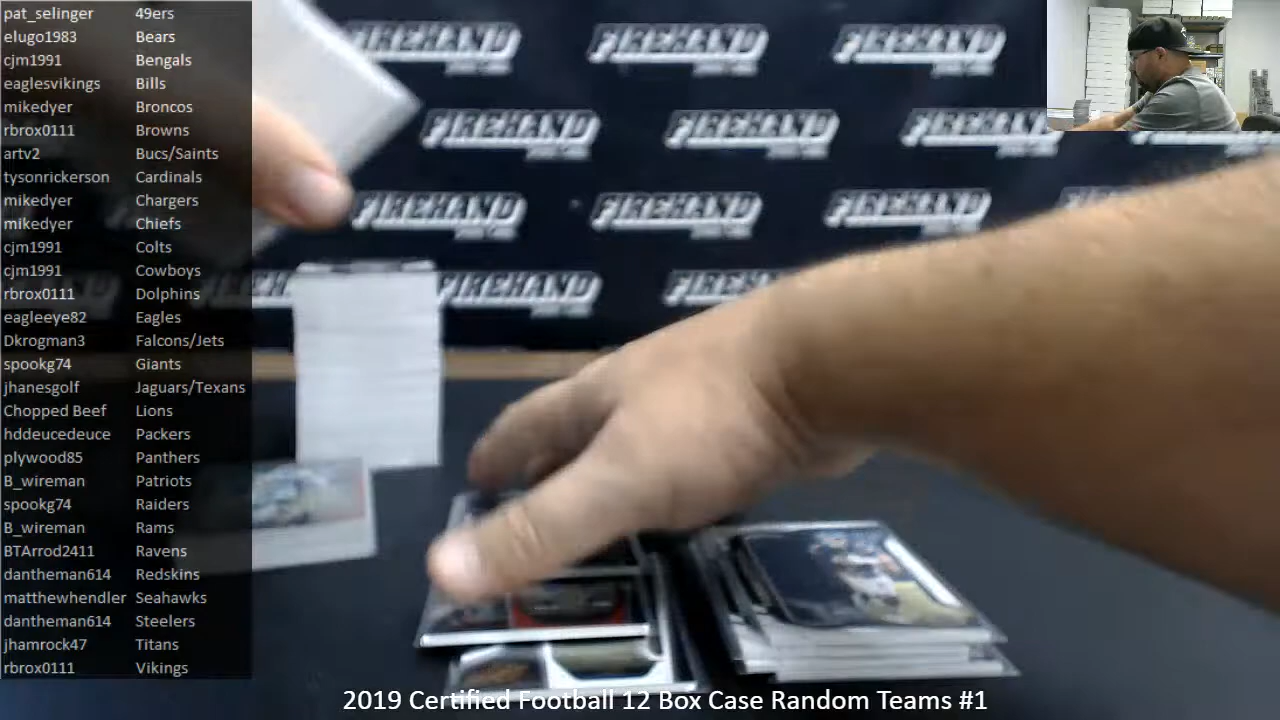 pat_selinger 49ers
elugo1983 Bears
cjm1991 Bengals
eaglesvikings Bills
mikedyer Broncos
rbrox0111 Browns
artv2 Bucs/Saints
tysonrickerson Cardinals
mikedyer Chargers
mikedyer Chiefs
cjm1991 Colts
cjm1991 Cowboys
rbrox0111 Dolphins
eagleeye82 Eagles
Dkrogman3 Falcons/Jets
spookg74 Giants
jhanesgolf Jaguars/Texans
Chopped Beef Lions
hddeucedeuce Packers
plywood85 Panthers
B_wireman Patriots
spookg74 Raiders
B_wireman Rams
BTArrod2411 Ravens
dantheman614 Redskins
matthewhendler Seahawks
dantheman614 Steelers
jhamrock47 Titans
rbrox0111 Vikings
FIREHAND FIREHAND FIREHAND
FIREHAND FIREHAND FIREHAND
FIREHAND FIREHAND FIREHAND
FIREHAND FIREHAND
2019 Certified Football 12 Box Case Random Teams #1